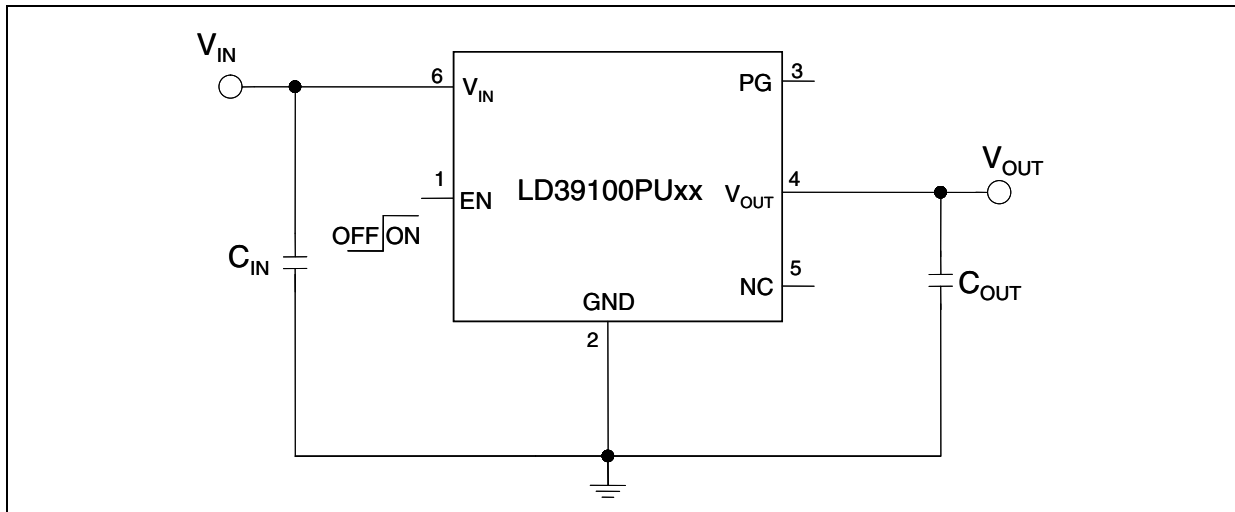 V_IN
6
V_IN
PG
3
1
EN
LD39100PUxx
V_OUT
4
V_OUT
OFF ON
C_IN
NC
5
C_OUT
GND
2